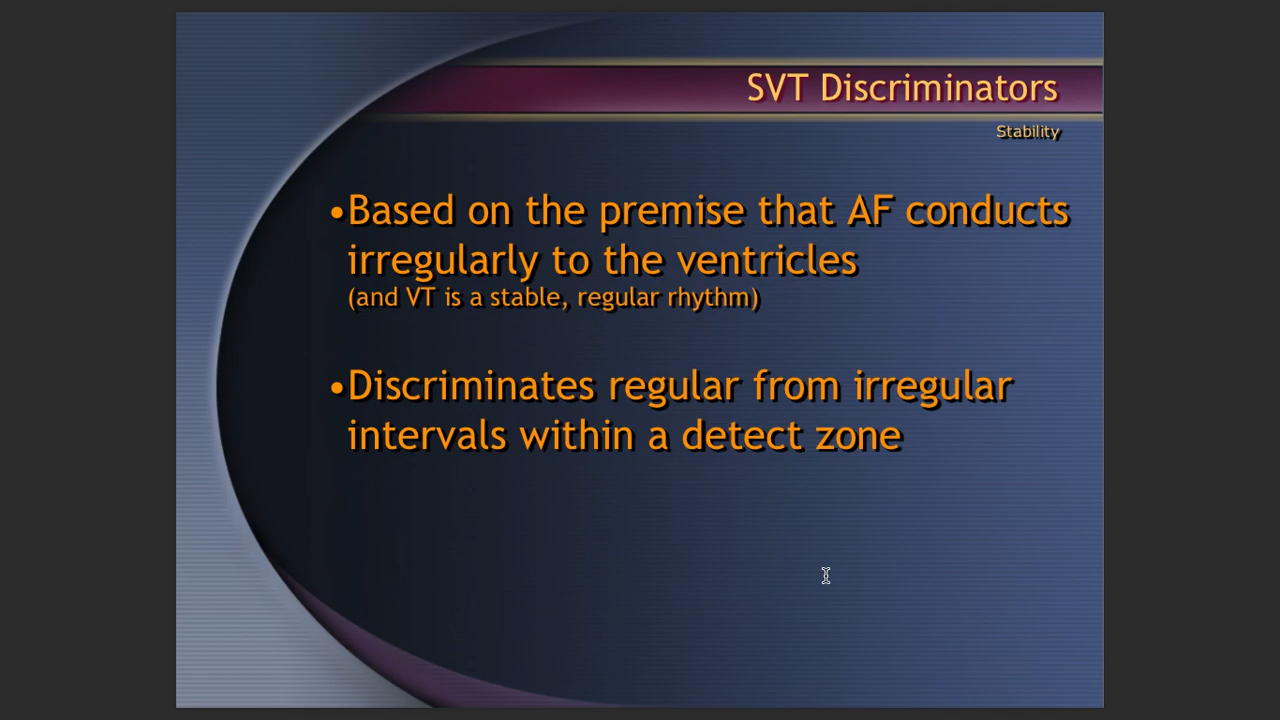 SVT Discriminators
Stability
•Based on the premise that AF conducts
irregularly to the ventricles
(and VT is a stable, regular rhythm)
•Discriminates regular from irregular
intervals within a detect zone